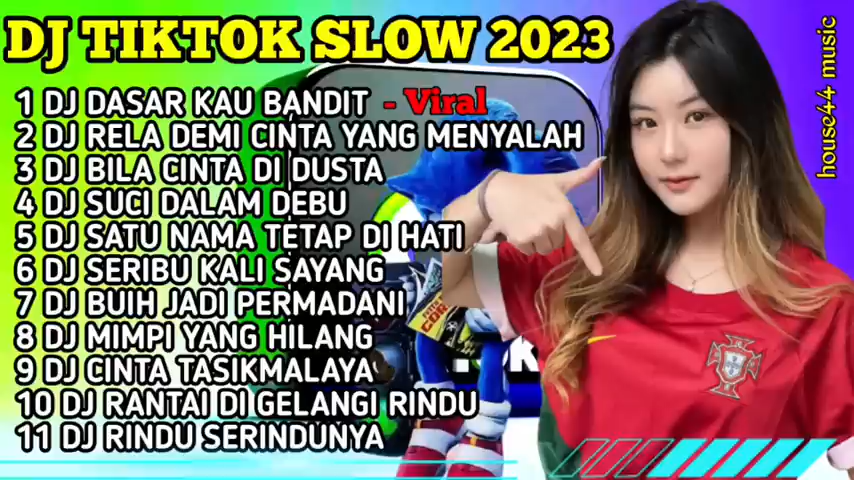 DJ TIKTOK SLOW 2023
1 DJ DASAR KAU BANDIT - Viral
2 DJ RELA DEMI CINTA YANG MENYALAH
3 DJ BILA CINTA DI DUSTA
4 DJ SUCI DALAM DEBU
5 DJ SATU NAMA TETAP DI HATI
6 DJ SERIBU KALI SAYANG
7 DJ BUIH JADI PERMADANI
8 DJ MIMPI YANG HILANG
9 DJ CINTA TASIKMALAYA
10 DJ RANTAI DI GELANGI RINDU
11 DJ RINDU SERINDUNYA
house44 music